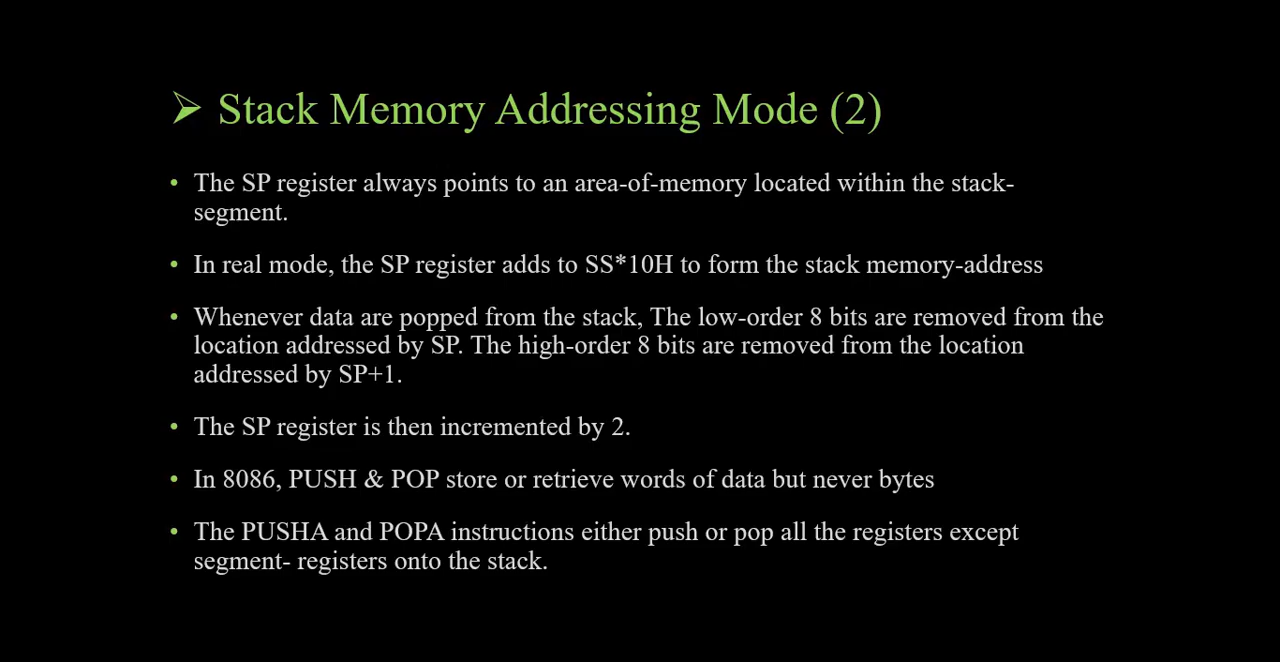 ➢ Stack Memory Addressing Mode (2)
• The SP register always points to an area-of-memory located within the stack-
segment.
• In real mode, the SP register adds to SS*10H to form the stack memory-address
• Whenever data are popped from the stack, The low-order 8 bits are removed from the
location addressed by SP. The high-order 8 bits are removed from the location
addressed by SP+1.
• The SP register is then incremented by 2.
• In 8086, PUSH & POP store or retrieve words of data but never bytes
• The PUSHA and POPA instructions either push or pop all the registers except
segment- registers onto the stack.